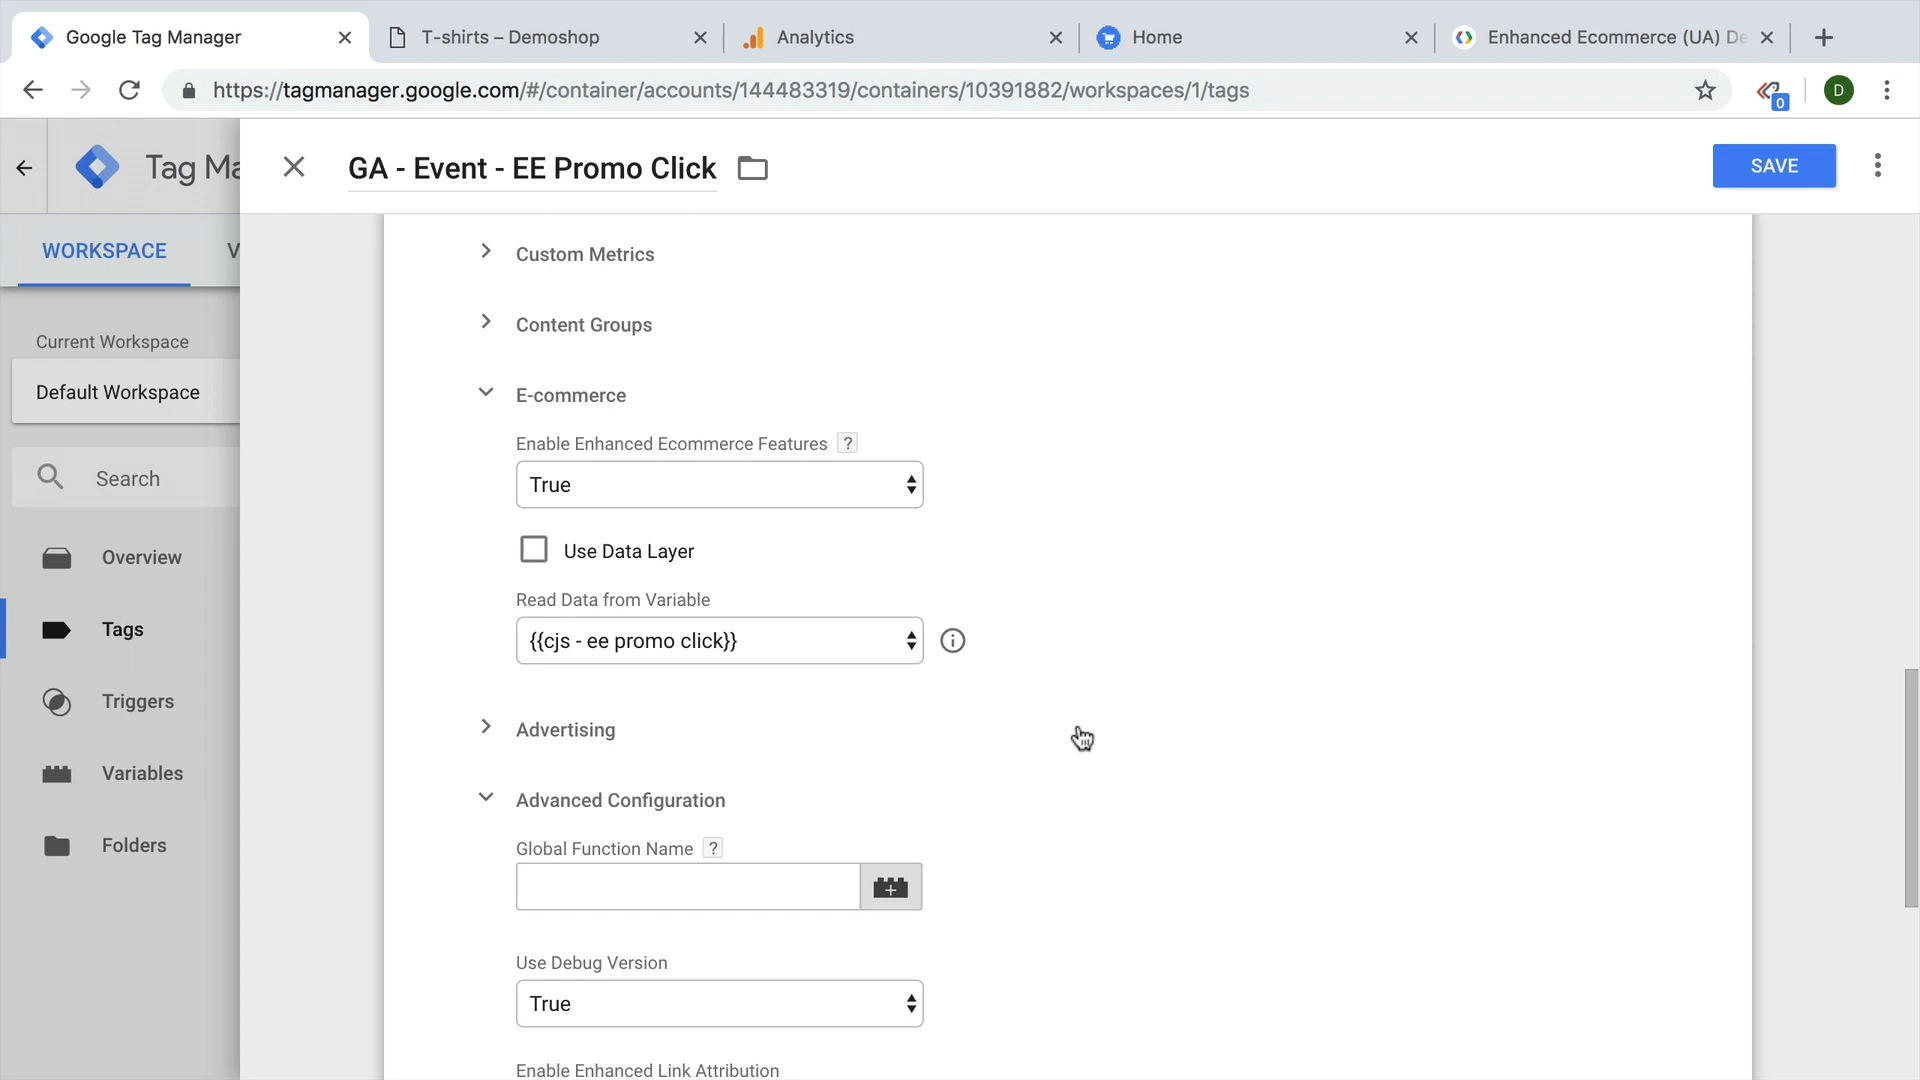 Google Tag Manager
T-shirts – Demoshop
Analytics
Home
Enhanced Ecommerce (UA) De
https://tagmanager.google.com/#/container/accounts/144483319/containers/10391882/workspaces/1/tags
0
D
Tag Ma
GA - Event - EE Promo Click
SAVE
WORKSPACE
V
Current Workspace
Default Workspace
Search
Overview
Tags
Triggers
Variables
Folders
Custom Metrics
Content Groups
E-commerce
Enable Enhanced Ecommerce Features ?
True
Use Data Layer
Read Data from Variable
{{cjs - ee promo click}}
Advertising
Advanced Configuration
Global Function Name ?
Use Debug Version
True
Enable Enhanced Link Attribution